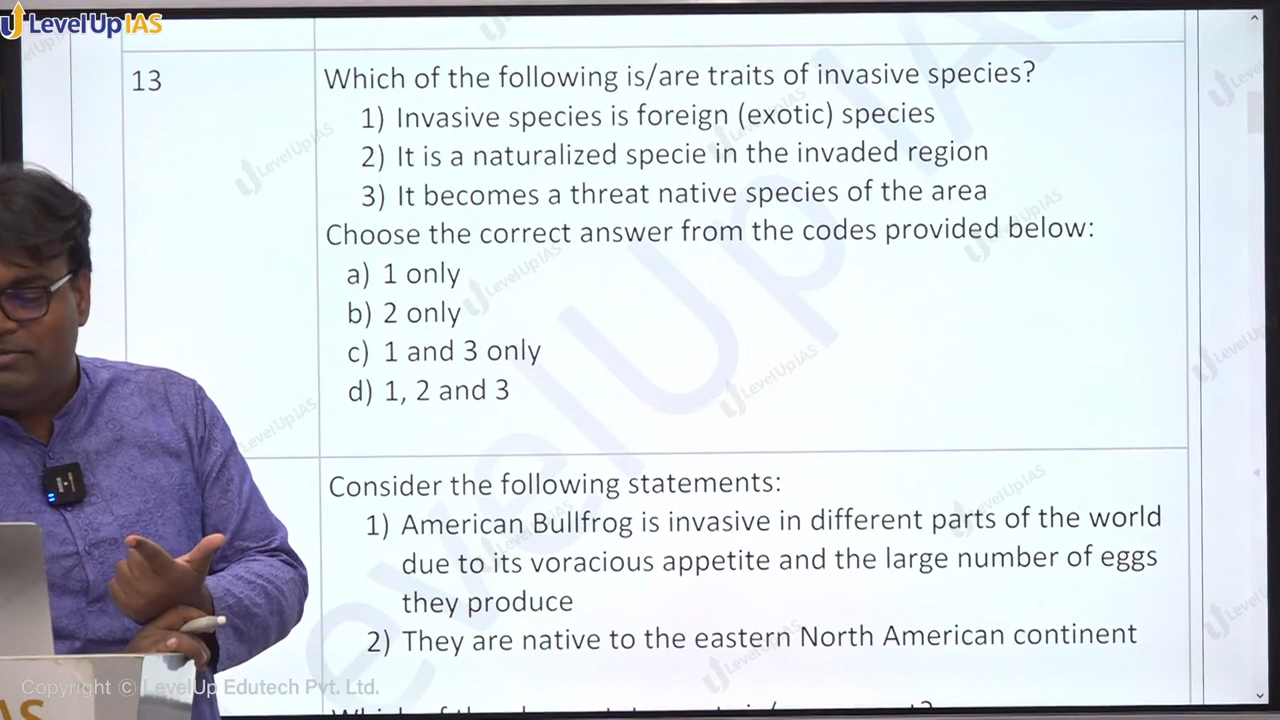 LevelUp IAS
13
Which of the following is/are traits of invasive species?
1) Invasive species is foreign (exotic) species
2) It is a naturalized specie in the invaded region
3) It becomes a threat native species of the area
Choose the correct answer from the codes provided below:
a) 1 only
b) 2 only
c) 1 and 3 only
d) 1, 2 and 3
Consider the following statements:
1) American Bullfrog is invasive in different parts of the world
due to its voracious appetite and the large number of eggs
they produce
2) They are native to the eastern North American continent
Copyright © LevelUp Edutech Pvt. Ltd.